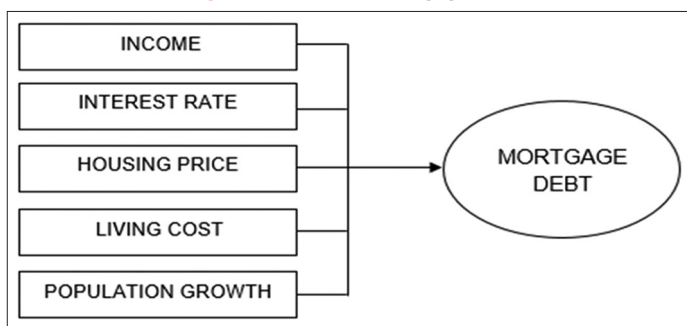 INCOME
INTEREST RATE
HOUSING PRICE
LIVING COST
POPULATION GROWTH
MORTGAGE
DEBT